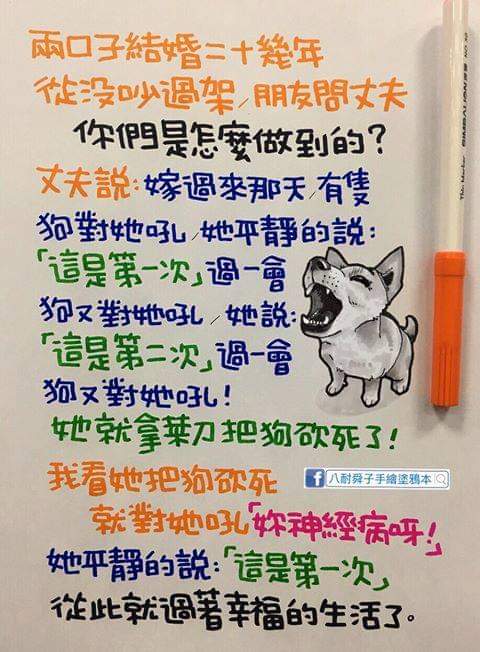 兩口子結婚二十幾年
從没吵過架/朋友問丈夫
你們是怎麼做到的?
丈夫說:嫁過來那天/有隻
狗對她吼/她平靜的說:
「這是第一次」過一會
狗又對她吼/她說:
「這是第二次」過一會
狗又對她吼!
她就拿菜刀把狗砍死了!
我看她把狗砍死
就對她吼「妳神經病呀!」
她平靜的說:「這是第一次」
從此就過著幸福的生活了。
f 八耐舜子手繪塗鴉本
SIMBALION